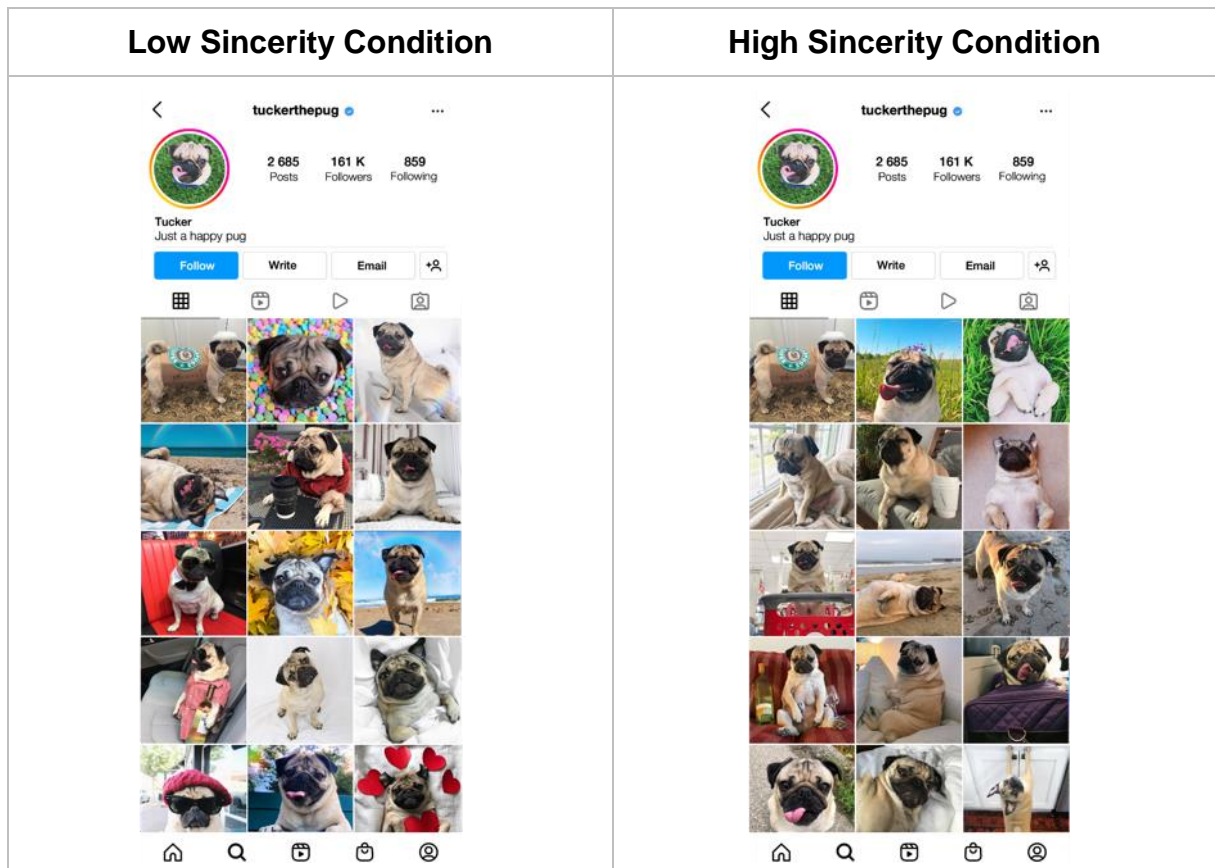 Low Sincerity Condition
High Sincerity Condition
tuckerthepug
2 685 161 K 859
Posts Followers Following
Tucker
Just a happy pug
Follow Write Email
tuckerthepug
2 685 161 K 859
Posts Followers Following
Tucker
Just a happy pug
Follow Write Email